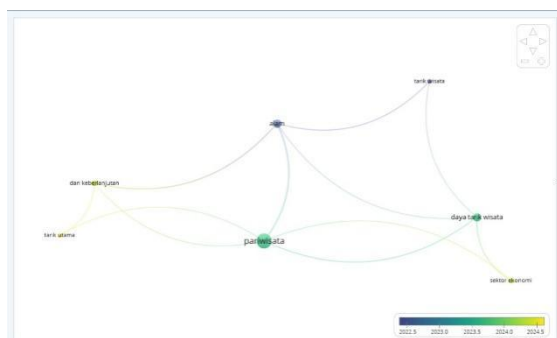 tarik wisata
alam
dan keberlanjutan
daya tarik wisata
tarik utama
pariwisata
sektor ekonomi
2022.5 2023.0 2023.5 2024.0 2024.5